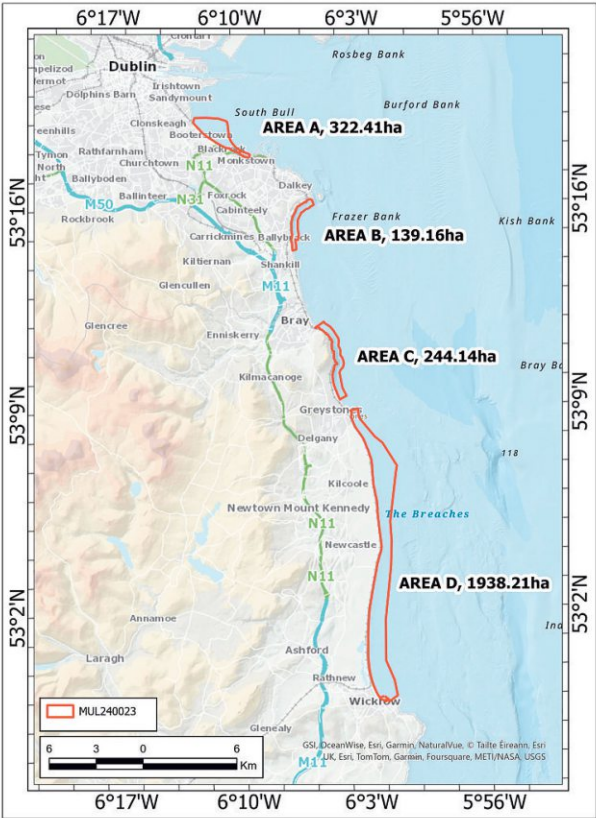 6°17'W 6°10'W 6°3'W 5°56'W
Cromar
Dublin
Rosbeg Bank
apelizod
Irishtown
Sandymount
Dolphins Barn
South Bull
Burford Bank
Clonskeagh
AREA A, 322.41ha
Greenhills
Booterstown
Tymon North
Rathfarnham
Blackrock
Monkstown
Churchtown
N11
Ballyboden
Dalkey
M50
Ballinteer
N31
Foxrock
53°16'N
53°16'N
Rockbrook
Cabinteely
Frazer Bank
Kish Bank
Carrickmines
Ballybrack
AREA B, 139.16ha
Kiltiernan
Shankill
Glencullen
M11
Glencree
Enniskerry
Bray
AREA C, 244.14ha
Bray
Kilmacanoge
53°9'N
53°9'N
Greystones
Delgany
118
Kilcoole
Newtown Mount Kennedy
The Breaches
N11
Newcastle
N11
AREA D, 1938.21ha
53°2'N
53°2'N
Annamoe
Ind
Laragh
Ashford
Rathnew
MUL240023
Wicklow
Glenealy
6 3 0 6
Km
M11
GSI, OceanWise, Esri, Garmin, NaturalVue, © Tailte Éireann, Esri
UK, Esri, TomTom, Garmin, Foursquare, METI/NASA, USGS
6°17'W 6°10'W 6°3'W 5°56'W